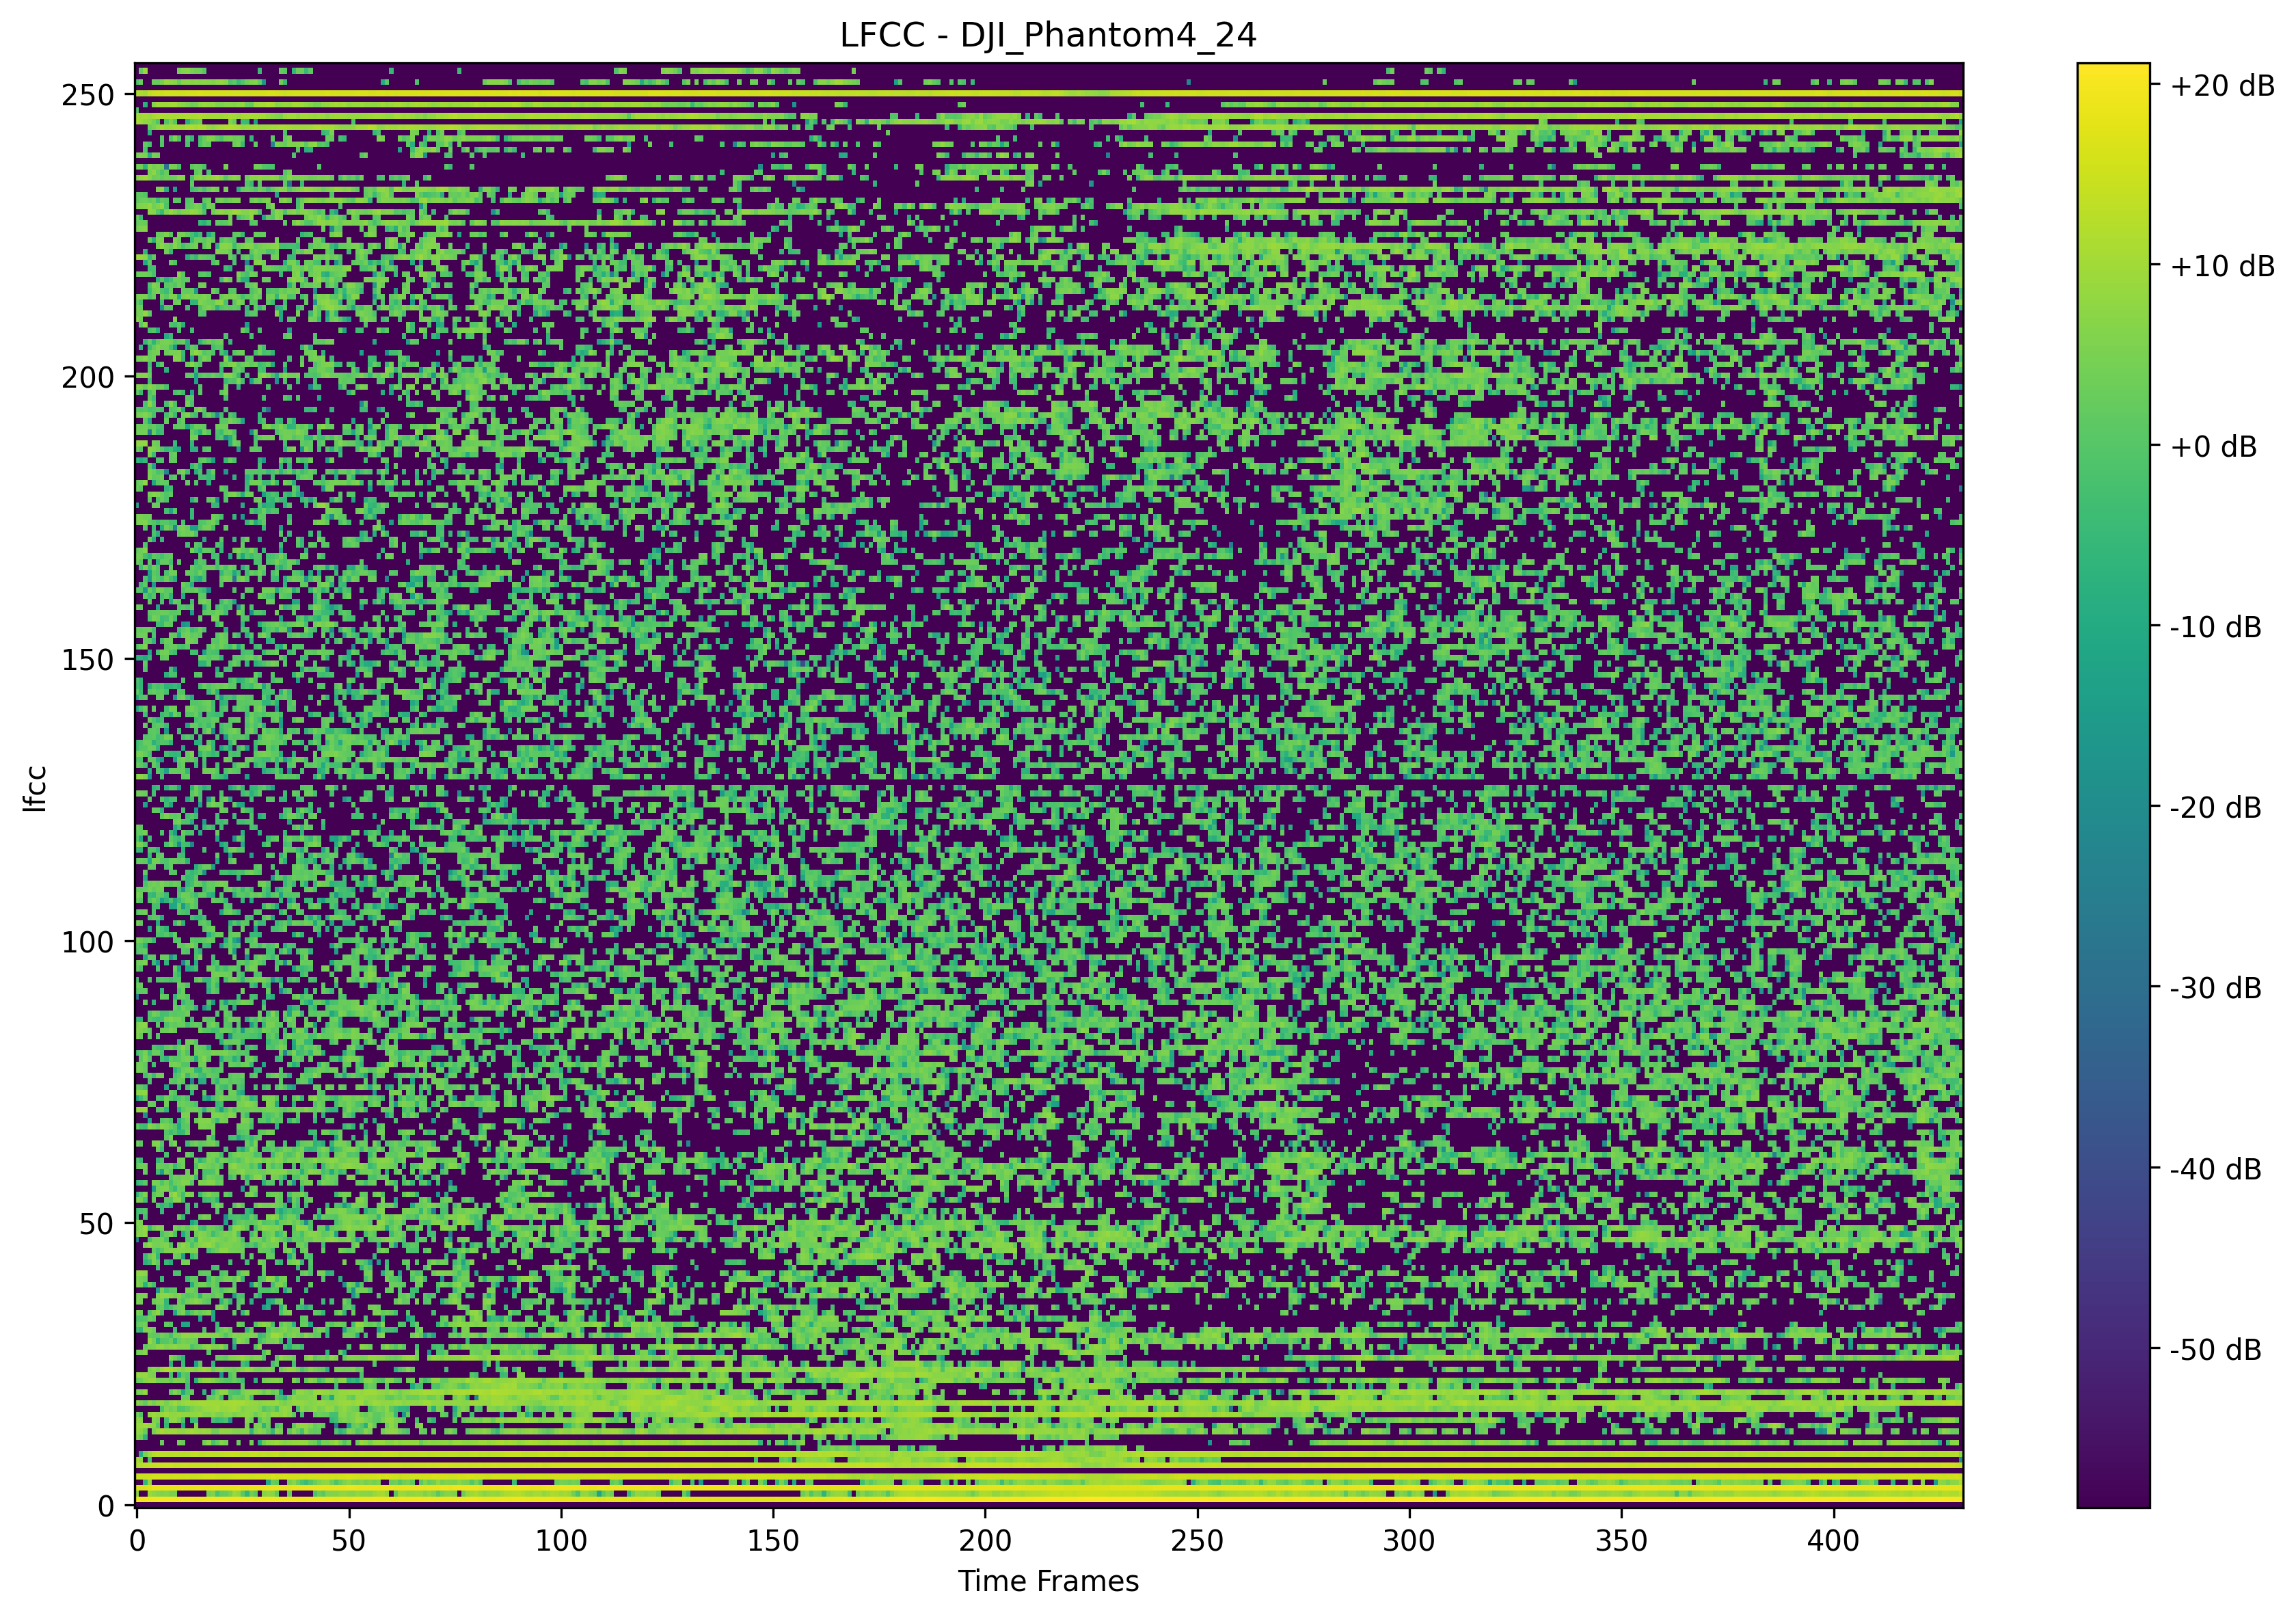 LFCC - DJI_Phantom4_24
250
200
150
100
50
0
lfcc
0 50 100 150 200 250 300 350 400
Time Frames
+20 dB
+10 dB
+0 dB
-10 dB
-20 dB
-30 dB
-40 dB
-50 dB